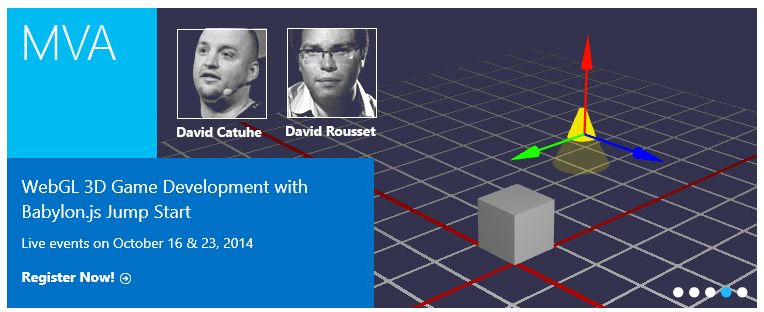 MVA
David Catuhe
David Rousset
WebGL 3D Game Development with
Babylon.js Jump Start
Live events on October 16 & 23, 2014
Register Now!